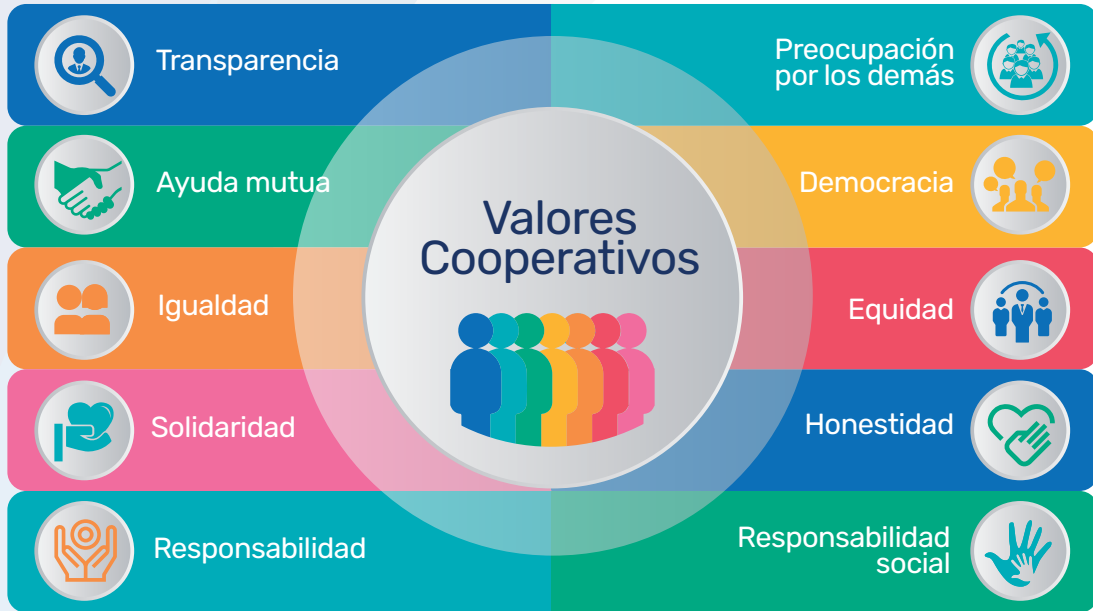 Transparencia
Ayuda mutua
Igualdad
Solidaridad
Responsabilidad
Valores
Cooperativos
Preocupación
por los demás
Democracia
Equidad
Honestidad
Responsabilidad
social